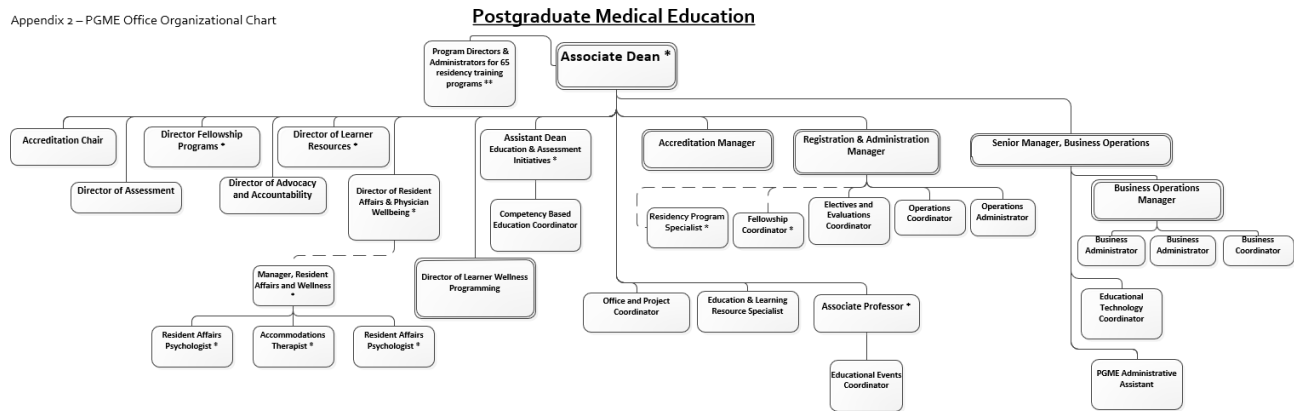 Appendix 2 – PGME Office Organizational Chart
Postgraduate Medical Education
Program Directors &
Administrators for 65
residency training
programs **
Associate Dean *
Accreditation Chair
Director of Assessment
Director Fellowship
Programs *
Director of Advocacy
and Accountability
Director of Learner
Resources *
Director of Resident
Affairs & Physician
Wellbeing *
Manager, Resident
Affairs and Wellness
*
Resident Affairs
Psychologist *
Accommodations
Therapist *
Resident Affairs
Psychologist *
Director of Learner Wellness
Programming
Assistant Dean
Education & Assessment
Initiatives *
Competency Based
Education Coordinator
Office and Project
Coordinator
Education & Learning
Resource Specialist
Associate Professor *
Educational Events
Coordinator
Accreditation Manager
Registration & Administration
Manager
Residency Program
Specialist *
Fellowship
Coordinator *
Electives and
Evaluations
Coordinator
Operations
Coordinator
Operations
Administrator
Senior Manager, Business Operations
Business Operations
Manager
Business
Administrator
Business
Administrator
Business
Coordinator
Educational
Technology
Coordinator
PGME Administrative
Assistant